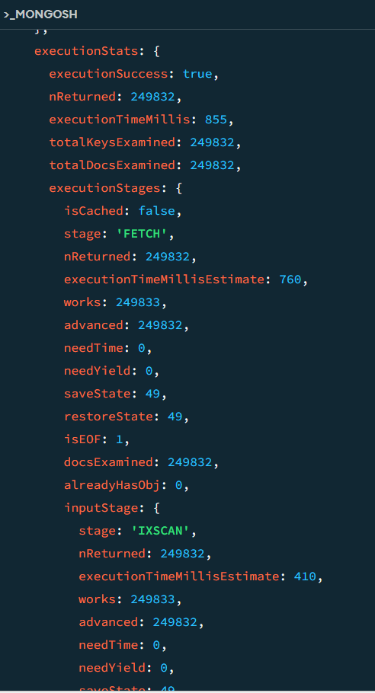 >_MONGOSH
},
executionStats: {
executionSuccess: true,
nReturned: 249832,
executionTimeMillis: 855,
totalKeysExamined: 249832,
totalDocsExamined: 249832,
executionStages: {
isCached: false,
stage: 'FETCH',
nReturned: 249832,
executionTimeMillisEstimate: 760,
works: 249833,
advanced: 249832,
needTime: 0,
needYield: 0,
saveState: 49,
restoreState: 49,
isEOF: 1,
docsExamined: 249832,
alreadyHasObj: 0,
inputStage: {
stage: 'IXSCAN',
nReturned: 249832,
executionTimeMillisEstimate: 410,
works: 249833,
advanced: 249832,
needTime: 0,
needYield: 0,
saveState: 49